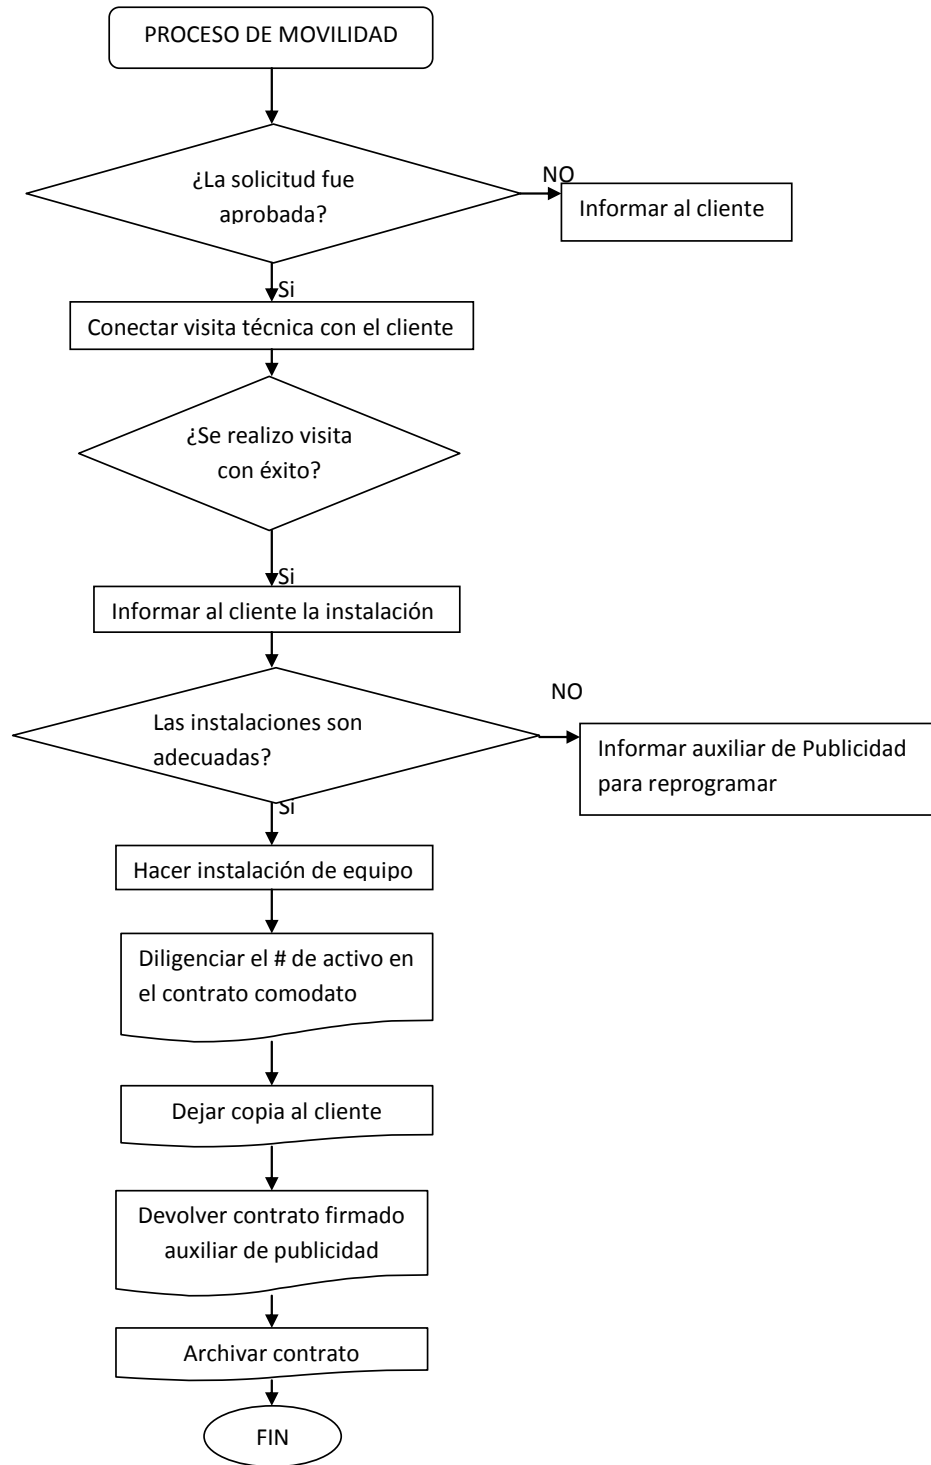 PROCESO DE MOVILIDAD
¿La solicitud fue
aprobada?
NO
Informar al cliente
Si
Conectar visita técnica con el cliente
¿Se realizo visita
con éxito?
Si
Informar al cliente la instalación
Las instalaciones son
adecuadas?
NO
Informar auxiliar de Publicidad
para reprogramar
Si
Hacer instalación de equipo
Diligenciar el # de activo en
el contrato comodato
Dejar copia al cliente
Devolver contrato firmado
auxiliar de publicidad
Archivar contrato
FIN